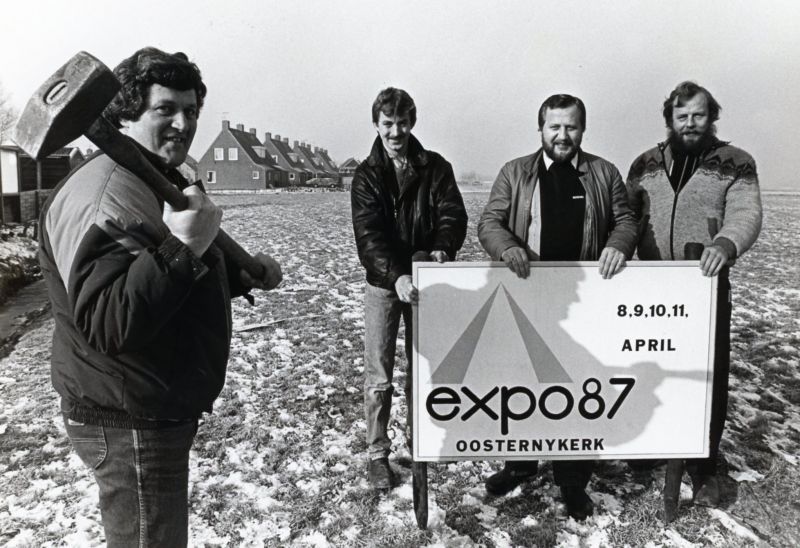 8,9,10,11,
APRIL
expo87
OOSTERNYKERK